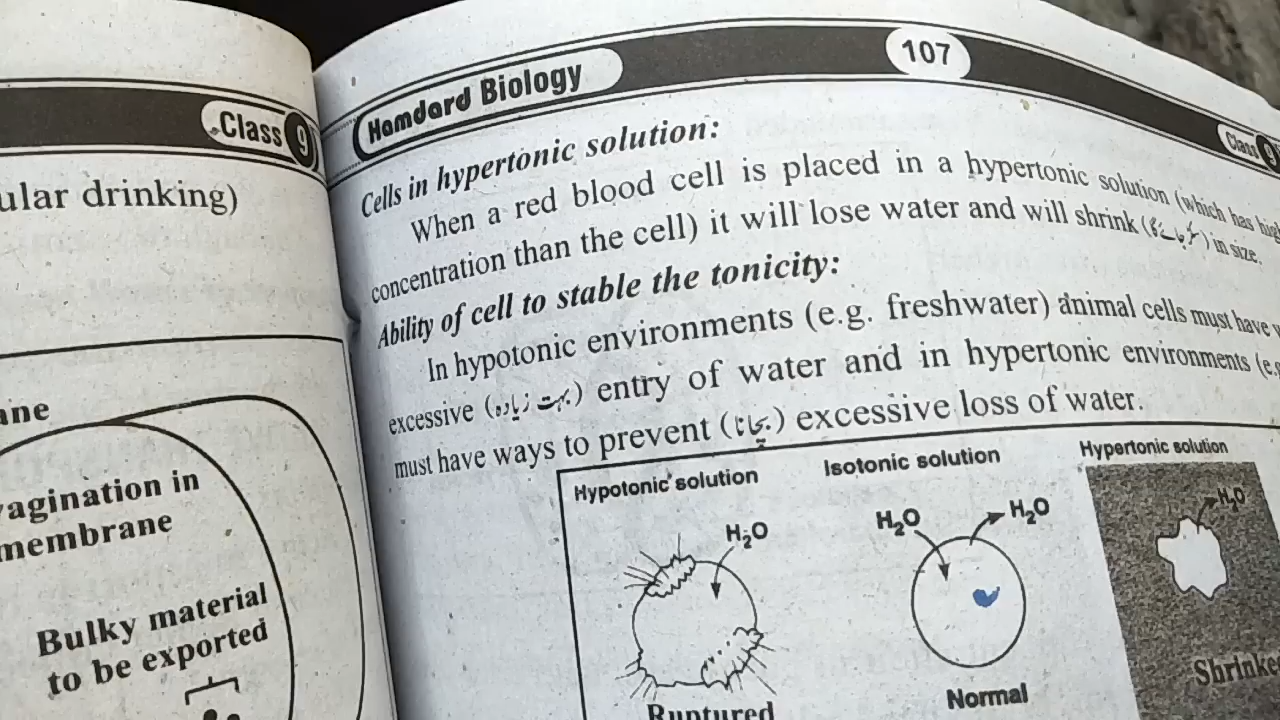 Class 9
ular drinking)
ane
vagination in
membrane
Bulky material
to be exported
Hamdard Biology
107
Class 9
Cells in hypertonic solution:
When a red blood cell is placed in a hypertonic solution (which has
concentration than the cell) it will lose water and will shrink ( ) in size.
Ability of cell to stable the tonicity:
In hypotonic environments (e.g. freshwater) animal cells must have
excessive (بہت زیادہ) entry of water and in hypertonic environments (e.g
must have ways to prevent (بچانا) excessive loss of water.
Hypotonic solution
Isotonic solution
Hypertonic solution
H₂O
H₂O
H₂O
H₂O
Ruptured
Normal
Shrinke